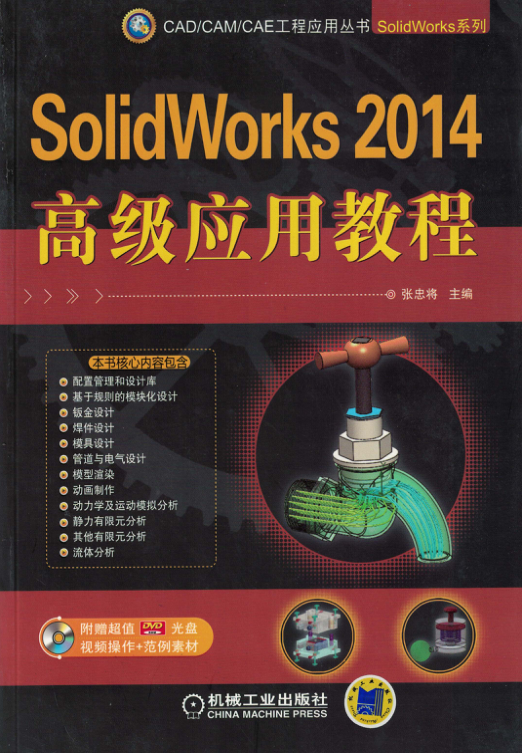 CAD/CAM/CAE工程应用丛书 SolidWorks系列
SolidWorks 2014
高级应用教程
张忠将 主编
本书核心内容包含
配置管理和设计库
基于规则的模块化设计
钣金设计
焊件设计
模具设计
管道与电气设计
模型渲染
动画制作
动力学及运动模拟分析
静力有限元分析
其他有限元分析
流体分析
附赠超值 DVD 光盘
视频操作+范例素材
机械工业出版社
CHINA MACHINE PRESS